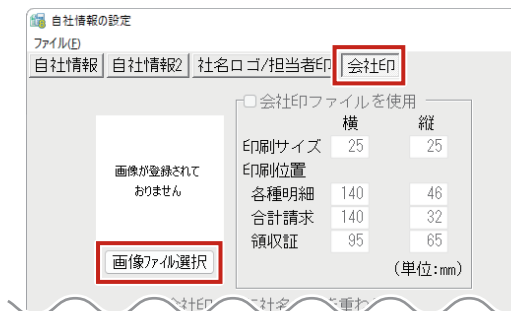 自社情報の設定
ファイル(F)
自社情報 自社情報2 社名ロゴ/担当者印 会社印
会社印ファイルを使用
横 縦
印刷サイズ 25 25
印刷位置
各種明細 140 46
合計請求 140 32
領収証 95 65
(単位:mm)
画像が登録されて
おりません
画像ファイル選択